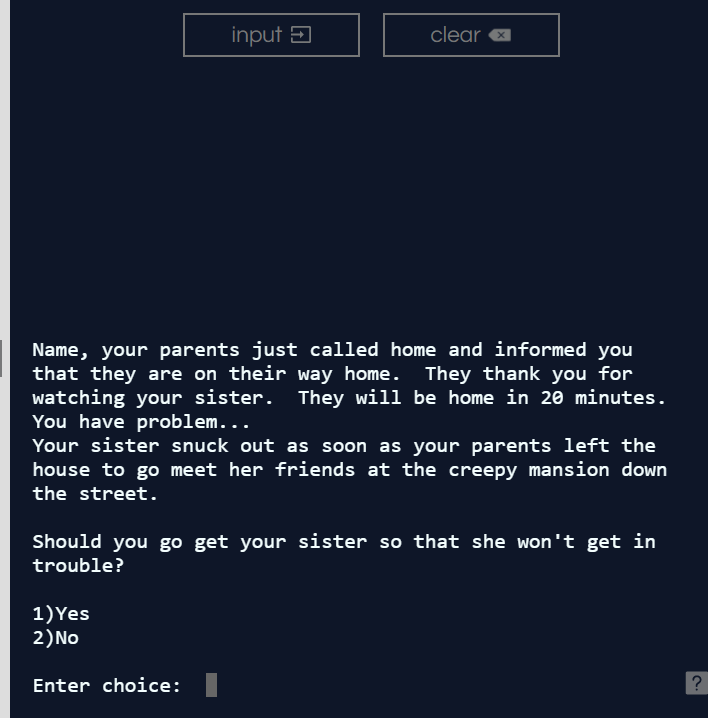 input
clear
Name, your parents just called home and informed you
that they are on their way home.  They thank you for
watching your sister.  They will be home in 20 minutes.
You have problem...
Your sister snuck out as soon as your parents left the
house to go meet her friends at the creepy mansion down
the street.
Should you go get your sister so that she won't get in
trouble?
1)Yes
2)No
Enter choice:
?